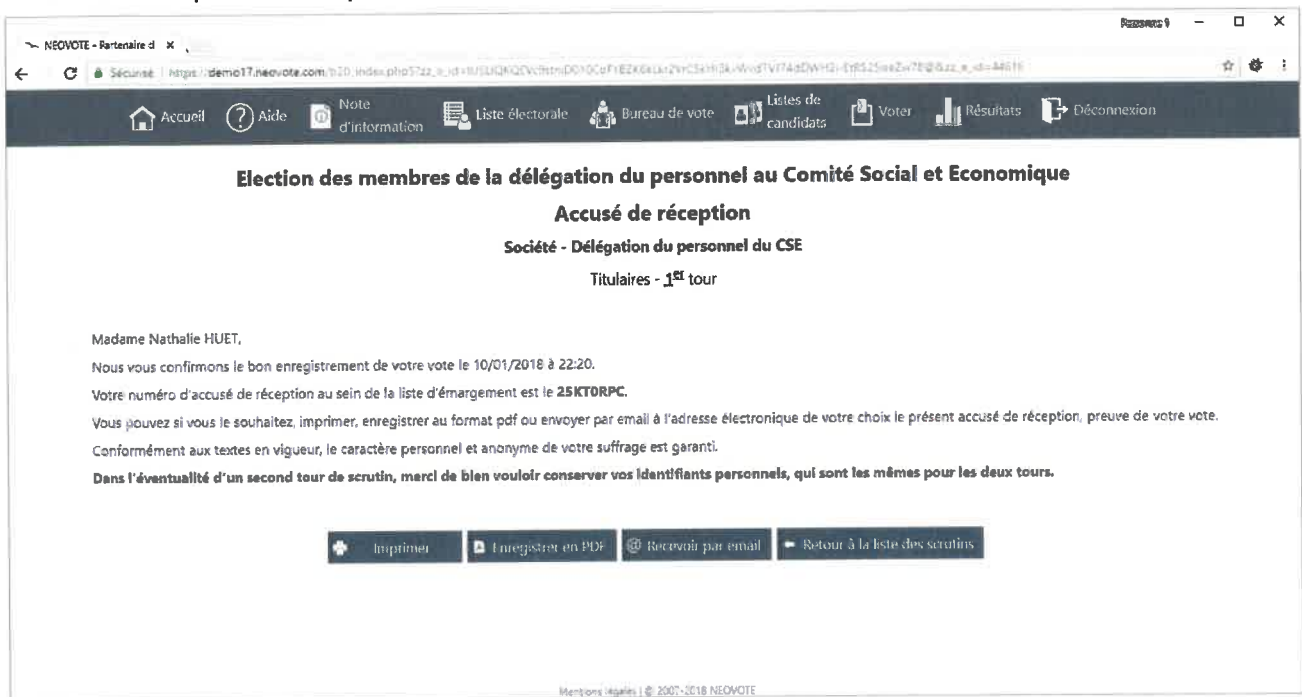 NEOVOTE - Partenaire d
Sécurisé https://demo17.neovote.com
Accueil
Aide
Note d'information
Liste électorale
Bureau de vote
Listes de candidats
Voter
Résultats
Déconnexion
Election des membres de la délégation du personnel au Comité Social et Economique
Accusé de réception
Société - Délégation du personnel du CSE
Titulaires - 1er tour
Madame Nathalie HUET,
Nous vous confirmons le bon enregistrement de votre vote le 10/01/2018 à 22:20.
Votre numéro d'accusé de réception au sein de la liste d'émargement est le 25KT0RPC.
Vous pouvez si vous le souhaitez, imprimer, enregistrer au format pdf ou envoyer par email à l'adresse électronique de votre choix le présent accusé de réception, preuve de votre vote.
Conformément aux textes en vigueur, le caractère personnel et anonyme de votre suffrage est garanti.
Dans l'éventualité d'un second tour de scrutin, merci de bien vouloir conserver vos identifiants personnels, qui sont les mêmes pour les deux tours.
Imprimer
Enregistrer en PDF
@ Recevoir par email
Retour à la liste des scrutins
Mentions légales | © 2007-2018 NEOVOTE